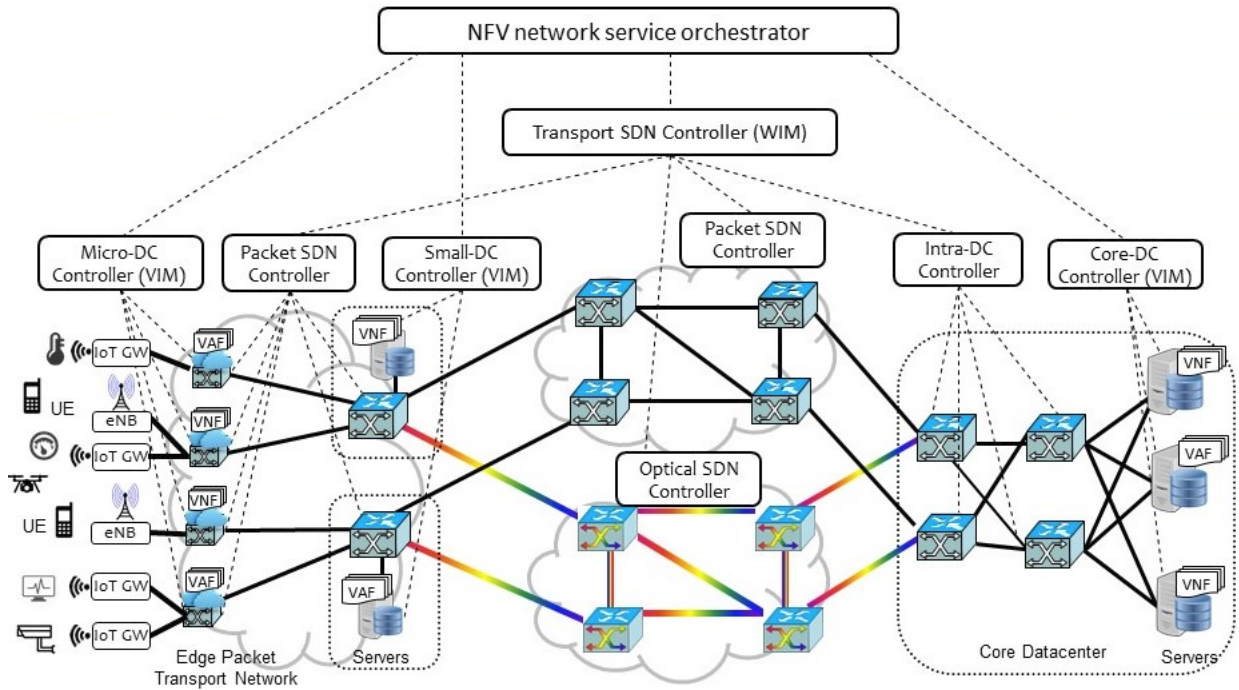 NFV network service orchestrator
Transport SDN Controller (WIM)
Micro-DC
Controller (VIM)
Packet SDN
Controller
Small-DC
Controller (VIM)
Packet SDN
Controller
Intra-DC
Controller
Core-DC
Controller (VIM)
IoT GW
VAF
VNF
UE
eNB
VNF
IoT GW
UE
eNB
VNF
IoT GW
VAF
IoT GW
VAF
Optical SDN
Controller
VNF
VAF
VNF
Edge Packet
Transport Network
Servers
Core Datacenter
Servers